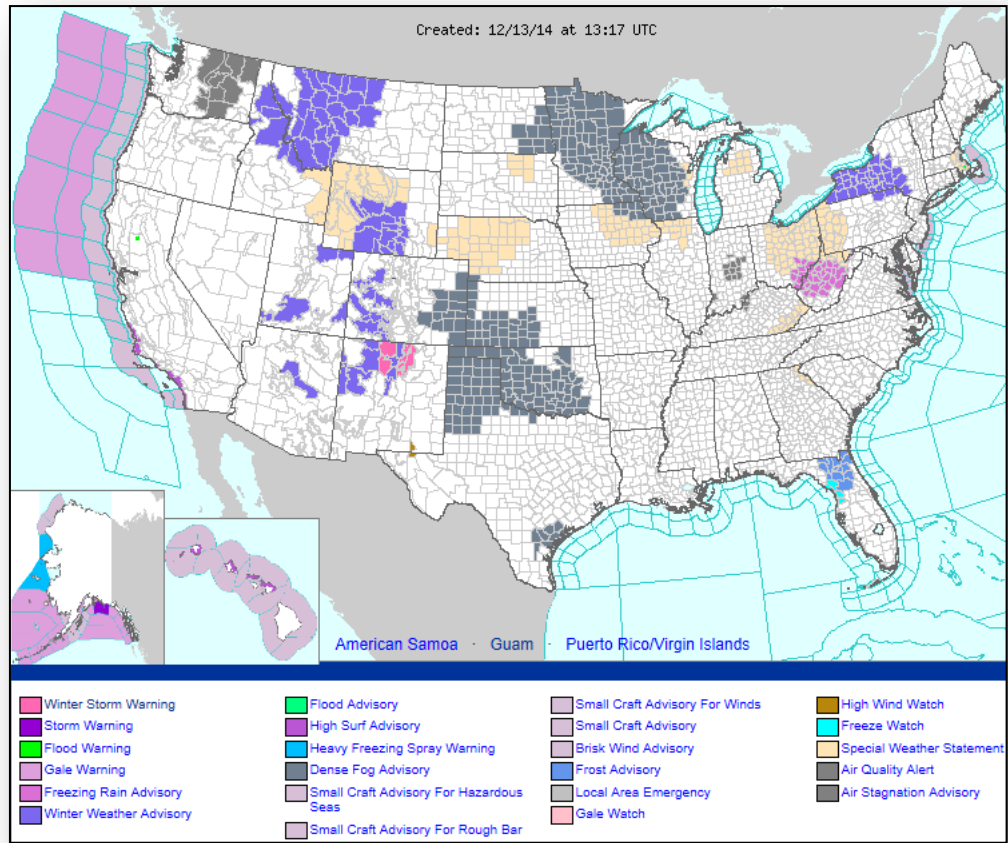 Created: 12/13/14 at 13:17 UTC
American Samoa · Guam · Puerto Rico/Virgin Islands
Winter Storm Warning
Storm Warning
Flood Warning
Gale Warning
Freezing Rain Advisory
Winter Weather Advisory
Flood Advisory
High Surf Advisory
Heavy Freezing Spray Warning
Dense Fog Advisory
Small Craft Advisory For Hazardous
Seas
Small Craft Advisory For Rough Bar
Small Craft Advisory For Winds
Small Craft Advisory
Brisk Wind Advisory
Frost Advisory
Local Area Emergency
Gale Watch
High Wind Watch
Freeze Watch
Special Weather Statement
Air Quality Alert
Air Stagnation Advisory